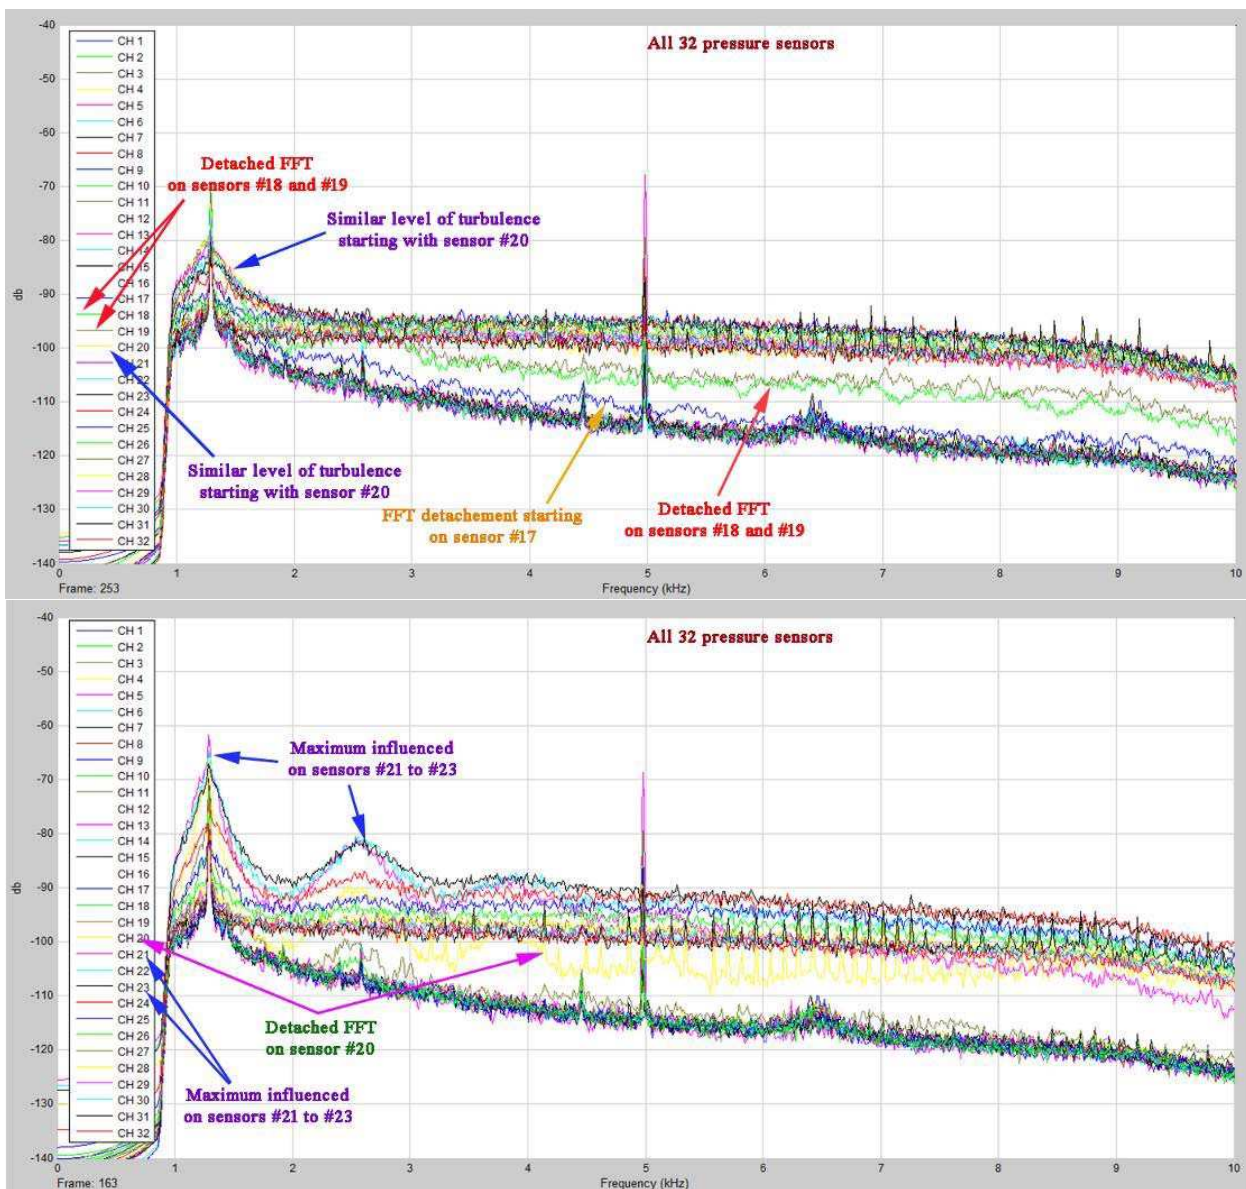 -40
-50
-60
-70
-80
-90
-100
-110
-120
-130
-140
db
CH 1
CH 2
CH 3
CH 4
CH 5
CH 6
CH 7
CH 8
CH 9
CH 10
CH 11
CH 12
CH 13
CH 14
CH 15
CH 16
CH 17
CH 18
CH 19
CH 20
CH 21
CH 22
CH 23
CH 24
CH 25
CH 26
CH 27
CH 28
CH 29
CH 30
CH 31
CH 32
All 32 pressure sensors
Detached FFT
on sensors #18 and #19
Similar level of turbulence
starting with sensor #20
Similar level of turbulence
starting with sensor #20
FFT detachement starting
on sensor #17
Detached FFT
on sensors #18 and #19
0 1 2 3 4 5 6 7 8 9 10
Frame: 253
Frequency (kHz)
-40
-50
-60
-70
-80
-90
-100
-110
-120
-130
-140
db
CH 1
CH 2
CH 3
CH 4
CH 5
CH 6
CH 7
CH 8
CH 9
CH 10
CH 11
CH 12
CH 13
CH 14
CH 15
CH 16
CH 17
CH 18
CH 19
CH 20
CH 21
CH 22
CH 23
CH 24
CH 25
CH 26
CH 27
CH 28
CH 29
CH 30
CH 31
CH 32
All 32 pressure sensors
Maximum influenced
on sensors #21 to #23
Detached FFT
on sensor #20
Maximum influenced
on sensors #21 to #23
0 1 2 3 4 5 6 7 8 9 10
Frame: 163
Frequency (kHz)